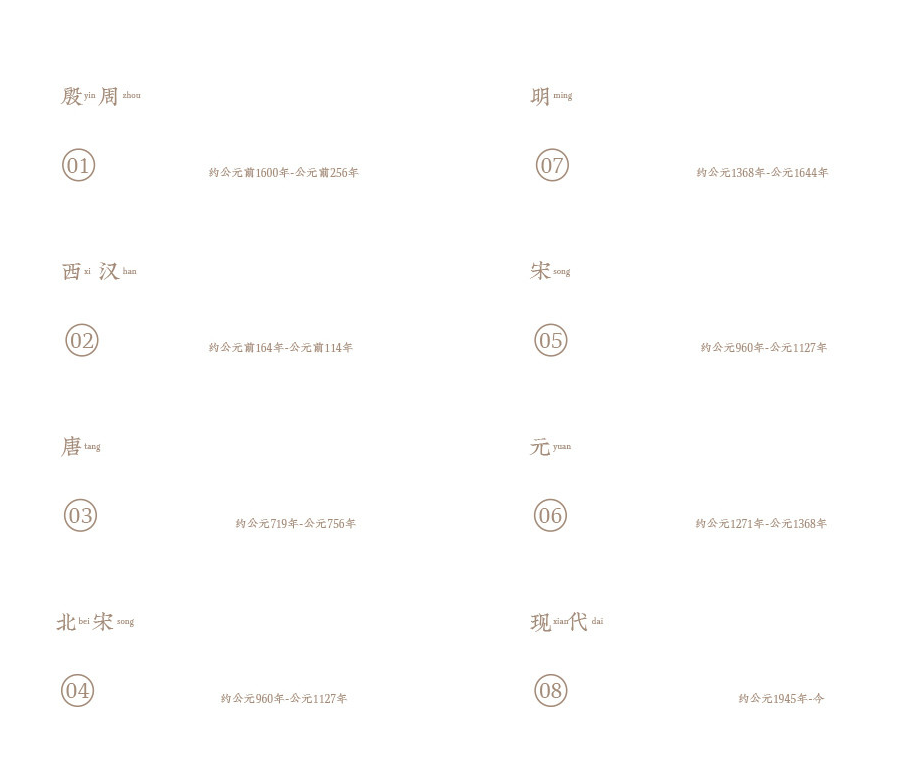 殷yin 周zhou
01
约公元前1600年-公元前256年
西xi 汉han
02
约公元前164年-公元前114年
唐tang
03
约公元719年-公元756年
北bei 宋song
04
约公元960年-公元1127年
明ming
07
约公元1368年-公元1644年
宋song
05
约公元960年-公元1127年
元yuan
06
约公元1271年-公元1368年
现xian代dai
08
约公元1945年-今